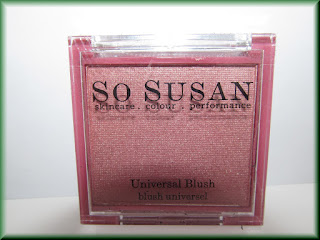 SO SUSAN
skincare . colour . performance
Universal Blush
blush universel